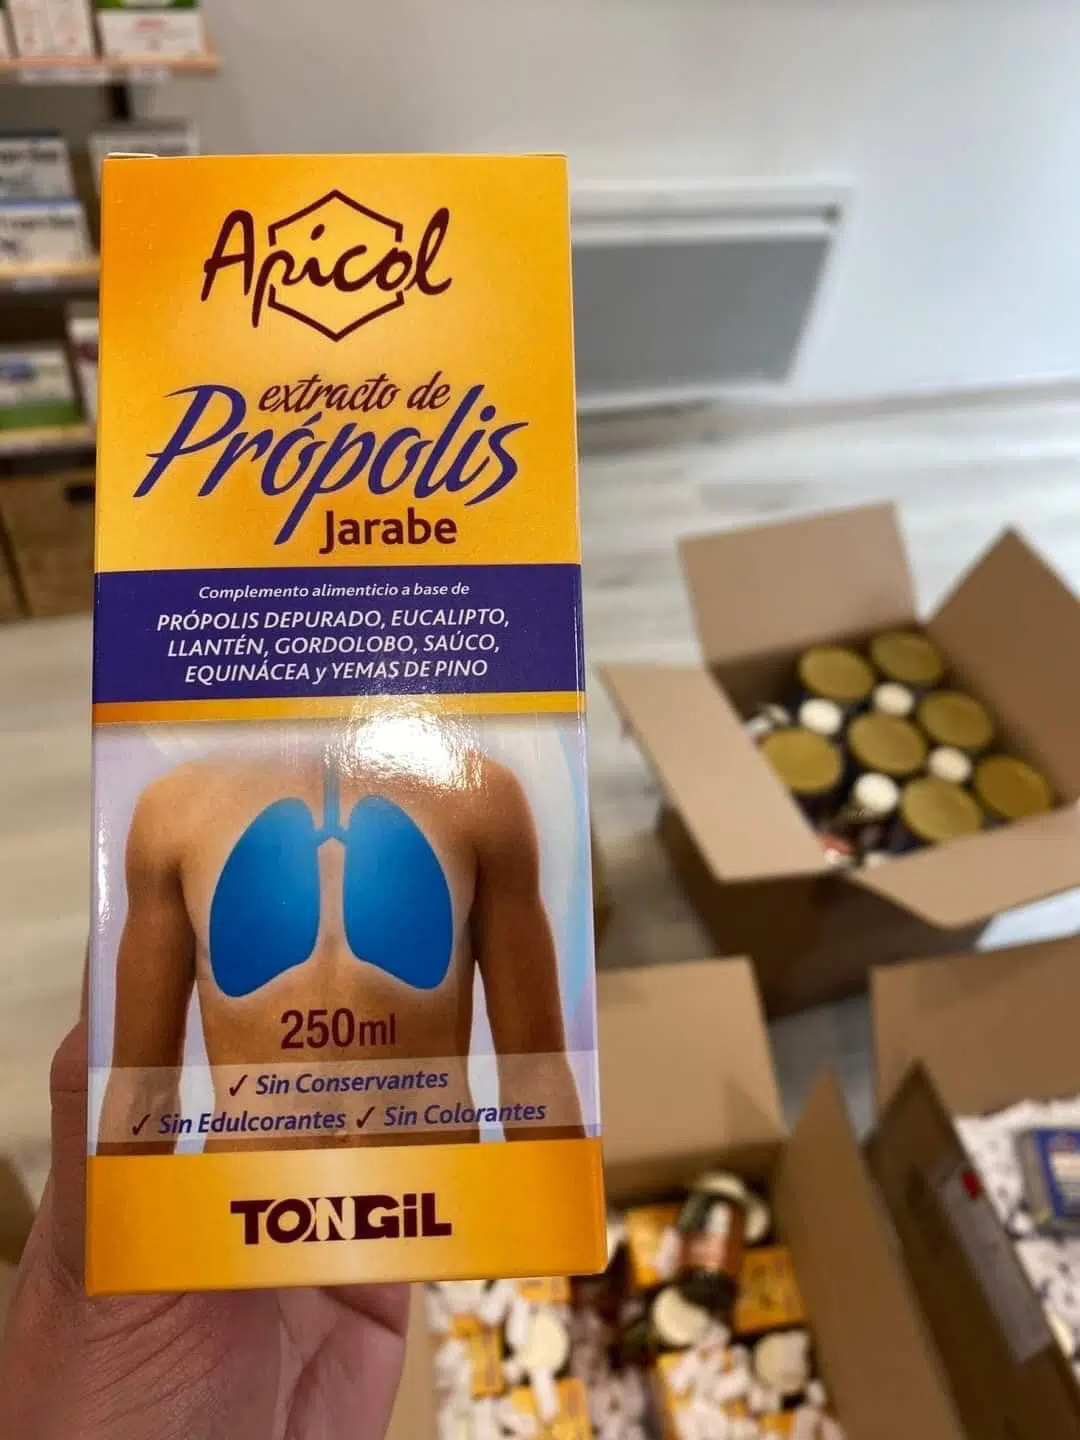 Apicol
extracto de
Própolis
Jarabe
Complemento alimenticio a base de
PRÓPOLIS DEPURADO, EUCALIPTO,
LLANTÉN, GORDOLOBO, SAÚCO,
EQUINÁCEA y YEMAS DE PINO
250ml
✓ Sin Conservantes
✓ Sin Edulcorantes ✓ Sin Colorantes
TONGiL